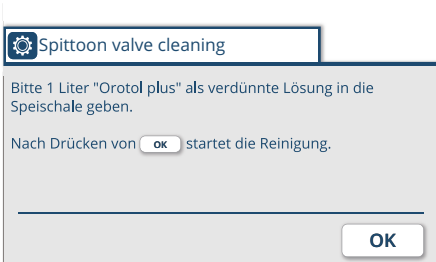 Spittoon valve cleaning
Bitte 1 Liter "Orotol plus" als verdünnte Lösung in die
Speischale geben.
Nach Drücken von OK startet die Reinigung.
OK